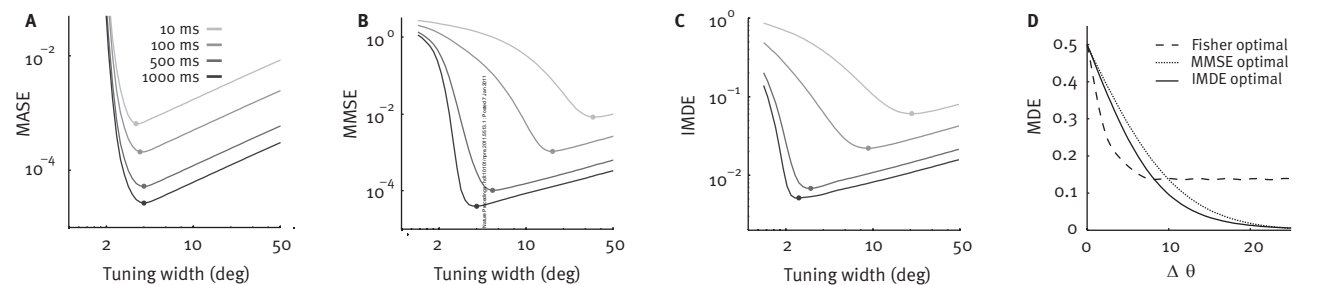 A
10 ms
100 ms
500 ms
1000 ms
10⁻²
10⁻⁴
MASE
2
10
50
Tuning width (deg)
B
10⁰
10⁻²
10⁻⁴
MMSE
2
10
50
Tuning width (deg)
C
10⁰
10⁻¹
10⁻²
IMDE
2
10
50
Tuning width (deg)
D
Fisher optimal
MMSE optimal
IMDE optimal
0.5
0.4
0.3
0.2
0.1
0
MDE
0
10
20
Δ θ